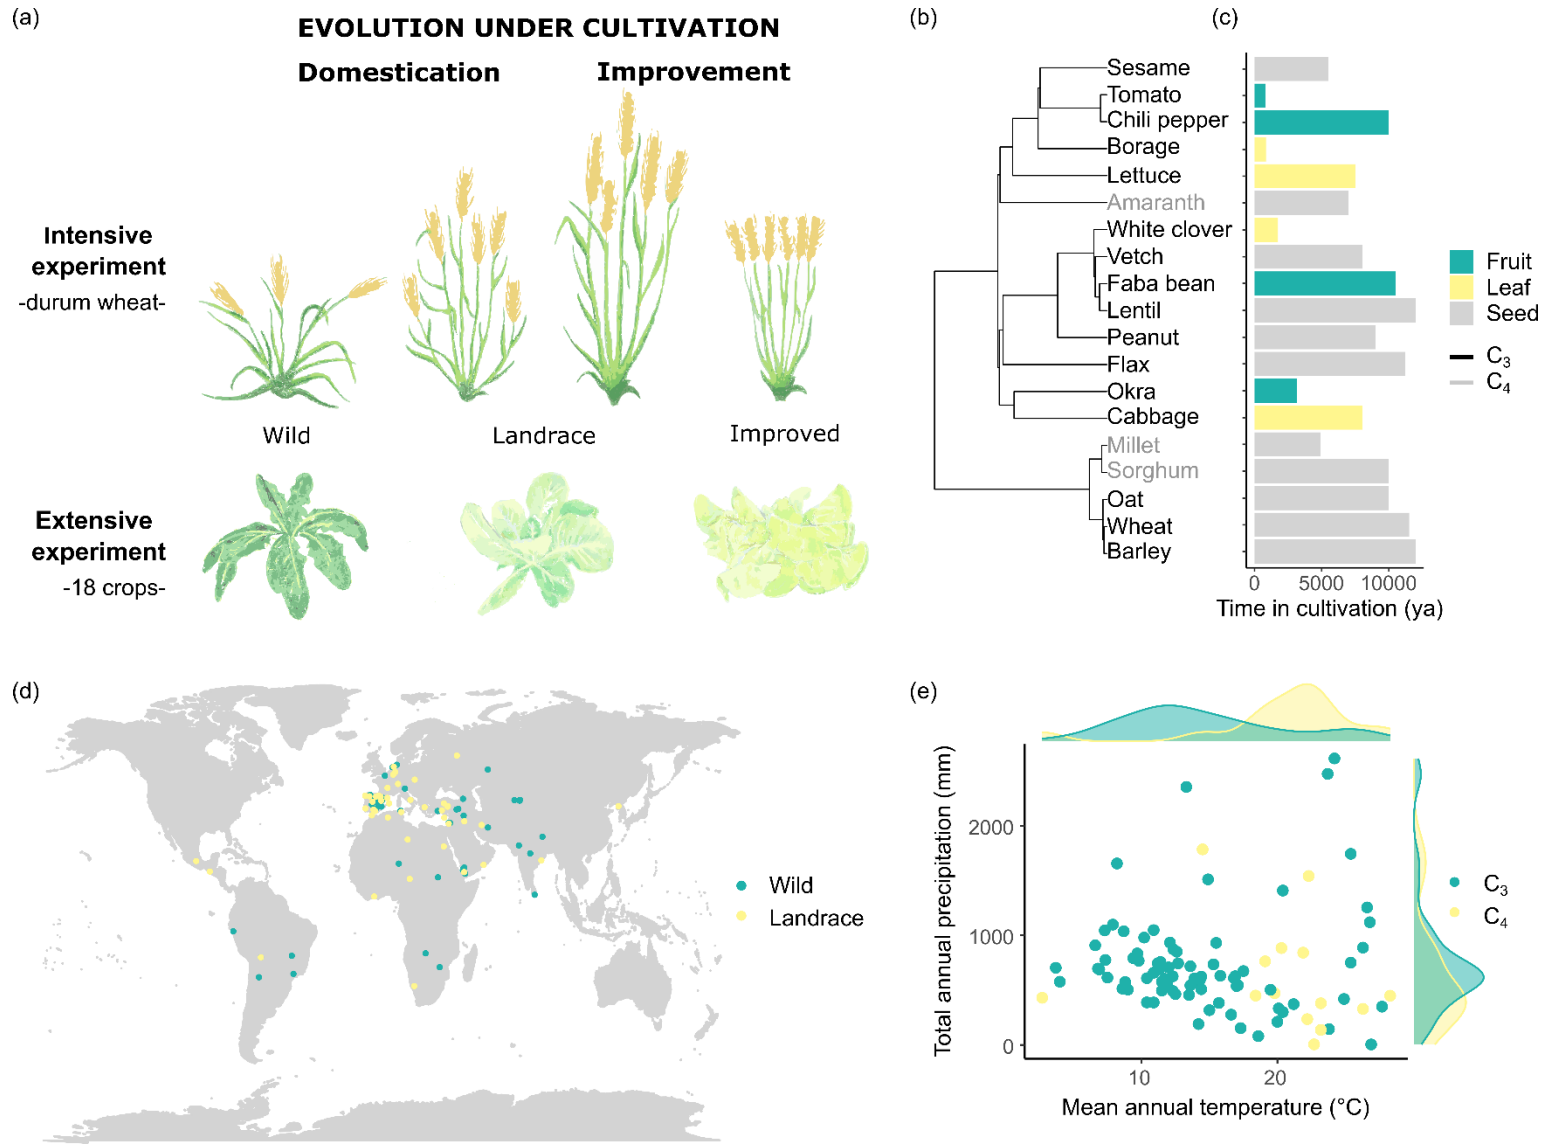 (a)
EVOLUTION UNDER CULTIVATION
Domestication
Improvement
Intensive
experiment
-durum wheat-
Wild
Landrace
Improved
Extensive
experiment
-18 crops-
(b)
Sesame
Tomato
Chili pepper
Borage
Lettuce
Amaranth
White clover
Vetch
Faba bean
Lentil
Peanut
Flax
Okra
Cabbage
Millet
Sorghum
Oat
Wheat
Barley
(c)
0
5000
10000
Time in cultivation (ya)
Fruit
Leaf
Seed
C3
C4
(d)
Wild
Landrace
(e)
Total annual precipitation (mm)
2000
1000
0
10
20
Mean annual temperature (°C)
C3
C4